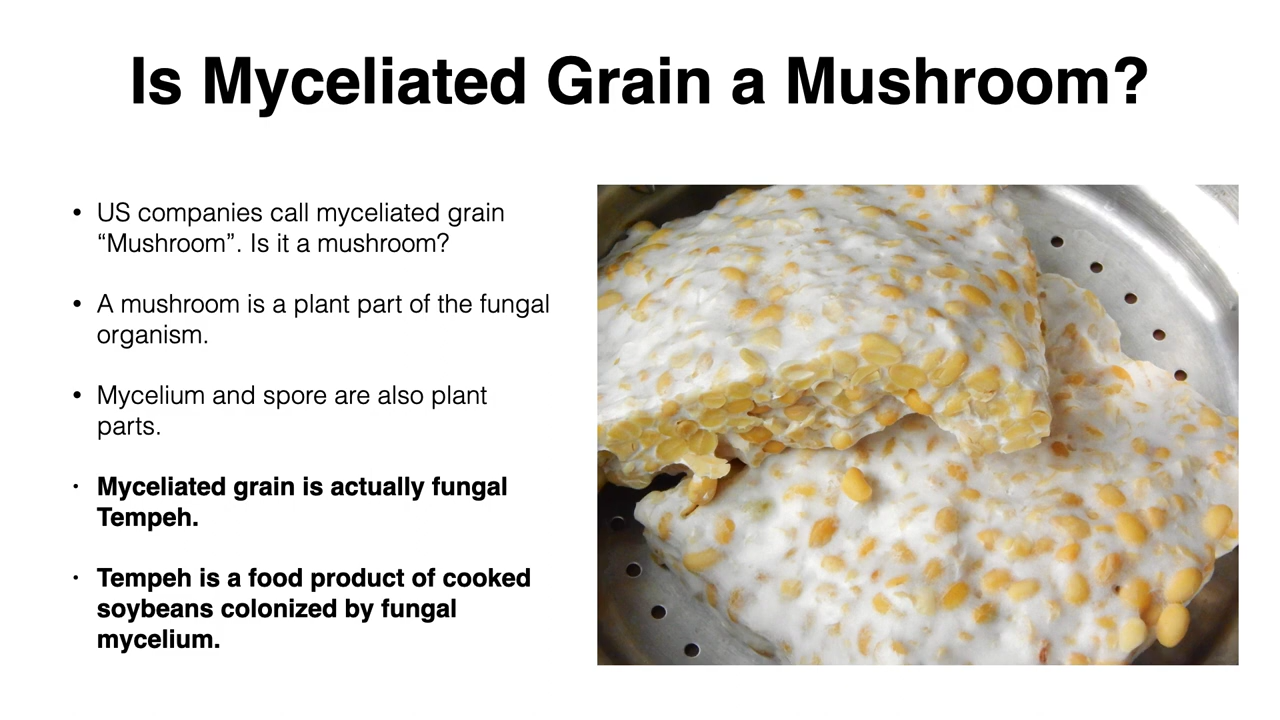 Is Myceliated Grain a Mushroom?
• US companies call myceliated grain
“Mushroom”. Is it a mushroom?
• A mushroom is a plant part of the fungal
organism.
• Mycelium and spore are also plant
parts.
• Myceliated grain is actually fungal
Tempeh.
• Tempeh is a food product of cooked
soybeans colonized by fungal
mycelium.